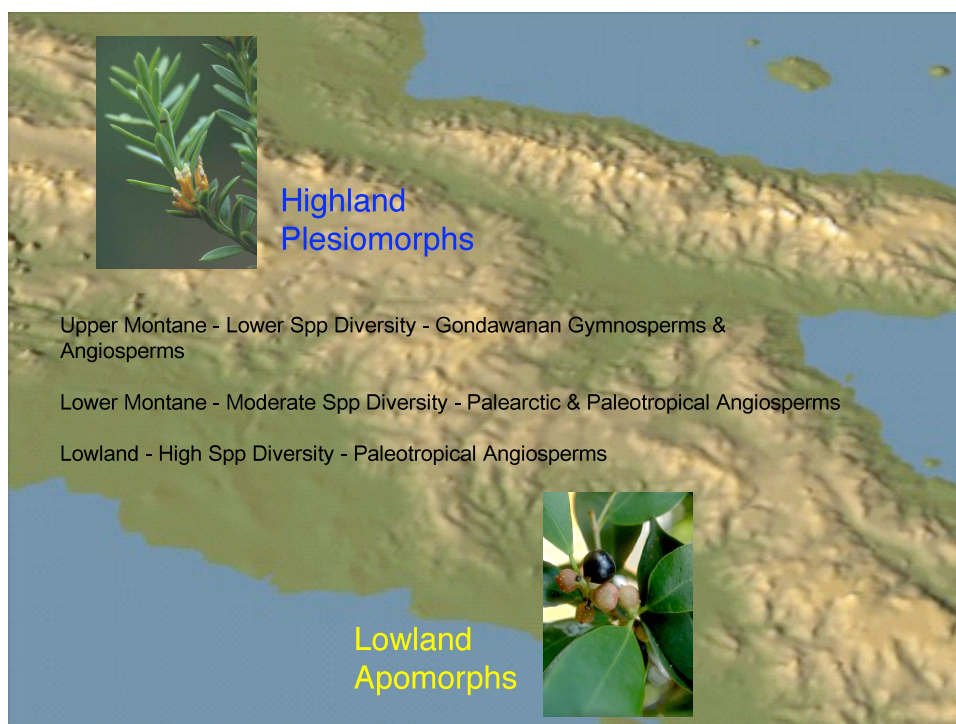 Highland
Plesiomorphs
Upper Montane - Lower Spp Diversity - Gondawanan Gymnosperms &
Angiosperms
Lower Montane - Moderate Spp Diversity - Palearctic & Paleotropical Angiosperms
Lowland - High Spp Diversity - Paleotropical Angiosperms
Lowland
Apomorphs